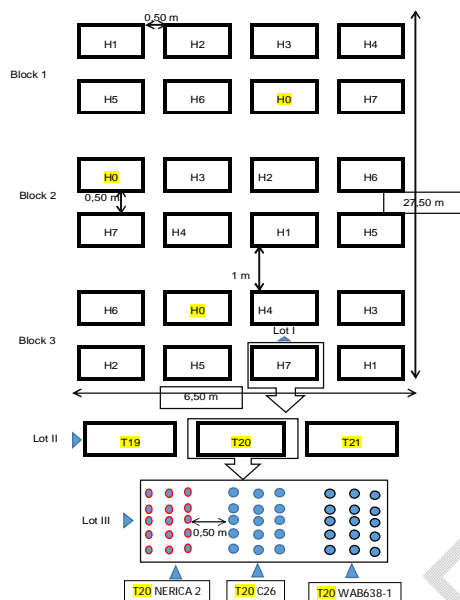 0,50 m
H1 H2 H3 H4
Block 1
H5 H6 H0 H7
H0 H3 H2 H6
Block 2
0,50 m
27,50 m
H7 H4 H1 H5
1 m
H6 H0 H4 H3
Lot I
Block 3
H2 H5 H7 H1
6,50 m
Lot II
T19 T20 T21
Lot III
0,50 m
T20 NERICA 2
T20 C26
T20 WAB638-1